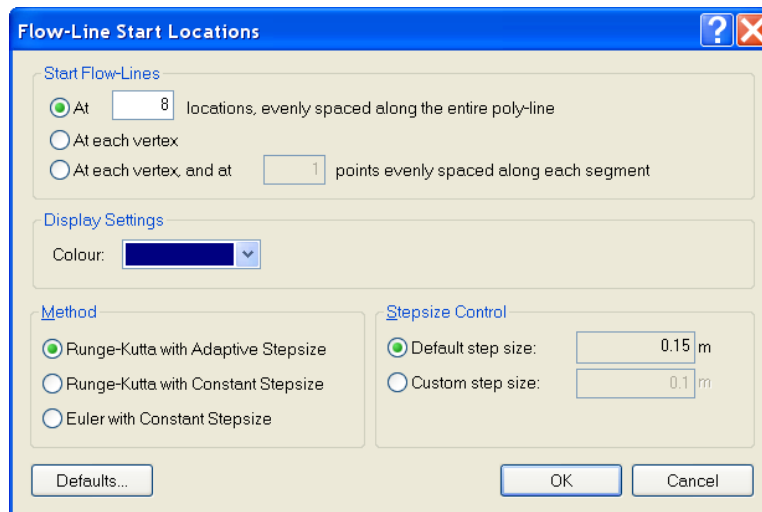 Flow-Line Start Locations
?
Start Flow-Lines
At 8 locations, evenly spaced along the entire poly-line
At each vertex
At each vertex, and at 1 points evenly spaced along each segment
Display Settings
Colour:
Method
Runge-Kutta with Adaptive Stepsize
Runge-Kutta with Constant Stepsize
Euler with Constant Stepsize
Stepsize Control
Default step size: 0.15 m
Custom step size: 0.1 m
Defaults...
OK
Cancel